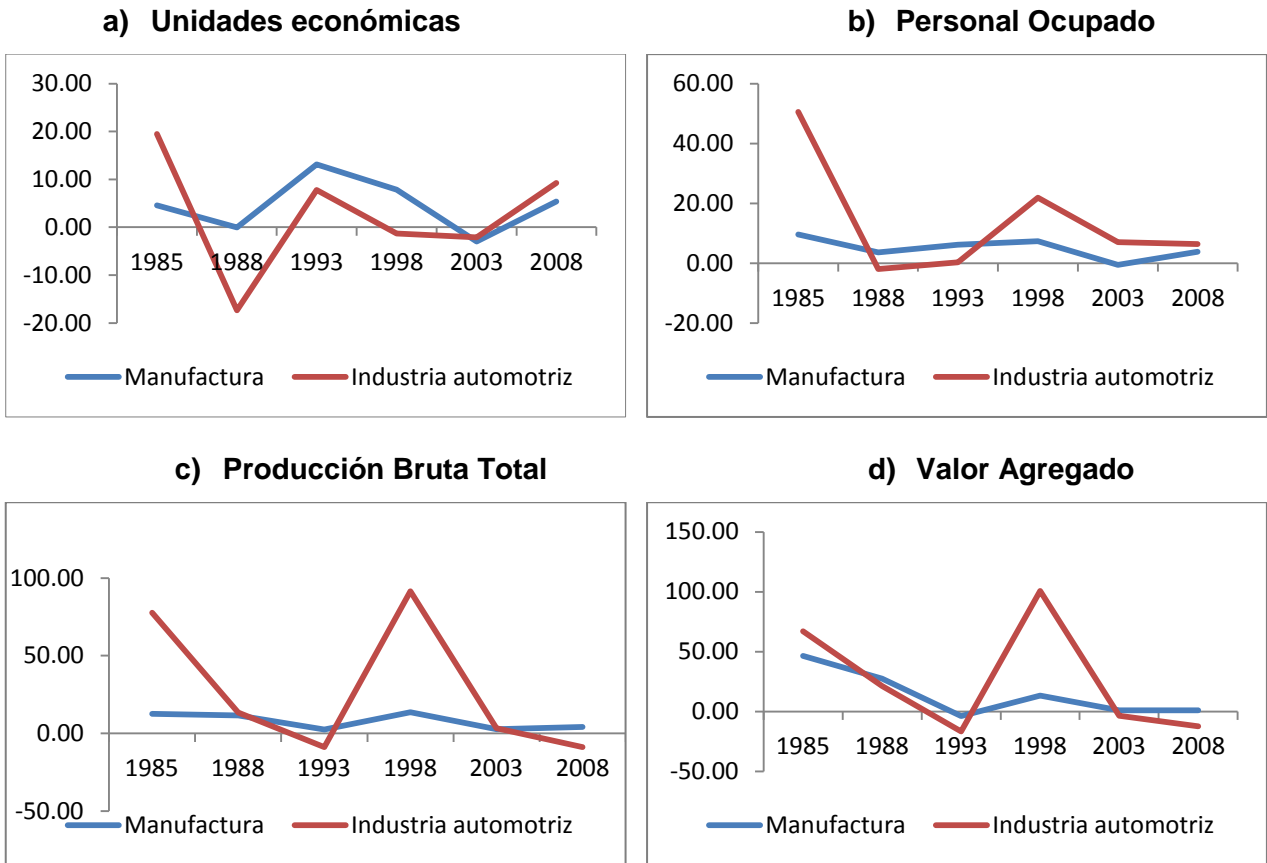 a) Unidades económicas
30.00
20.00
10.00
0.00
-10.00
-20.00
1985 1988 1993 1998 2003 2008
Manufactura Industria automotriz
b) Personal Ocupado
60.00
40.00
20.00
0.00
-20.00
1985 1988 1993 1998 2003 2008
Manufactura Industria automotriz
c) Producción Bruta Total
100.00
50.00
0.00
-50.00
1985 1988 1993 1998 2003 2008
Manufactura Industria automotriz
d) Valor Agregado
150.00
100.00
50.00
0.00
-50.00
1985 1988 1993 1998 2003 2008
Manufactura Industria automotriz